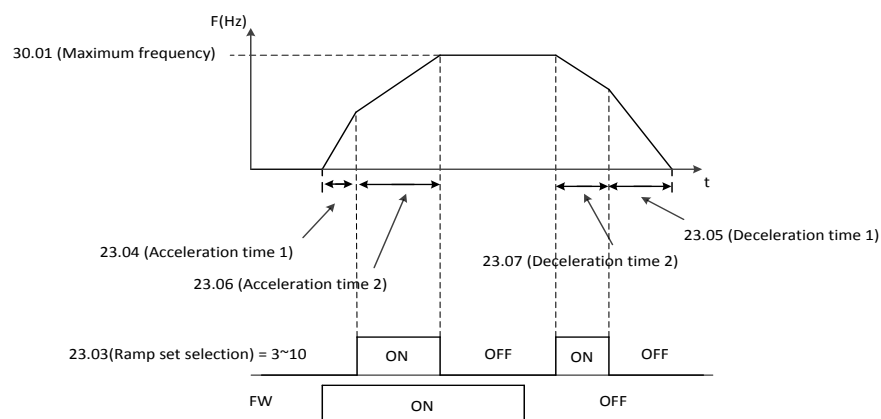 F(Hz)
30.01 (Maximum frequency)
t
23.04 (Acceleration time 1)
23.05 (Deceleration time 1)
23.06 (Acceleration time 2)
23.07 (Deceleration time 2)
23.03(Ramp set selection) = 3~10
ON
OFF
ON
OFF
FW
ON
OFF